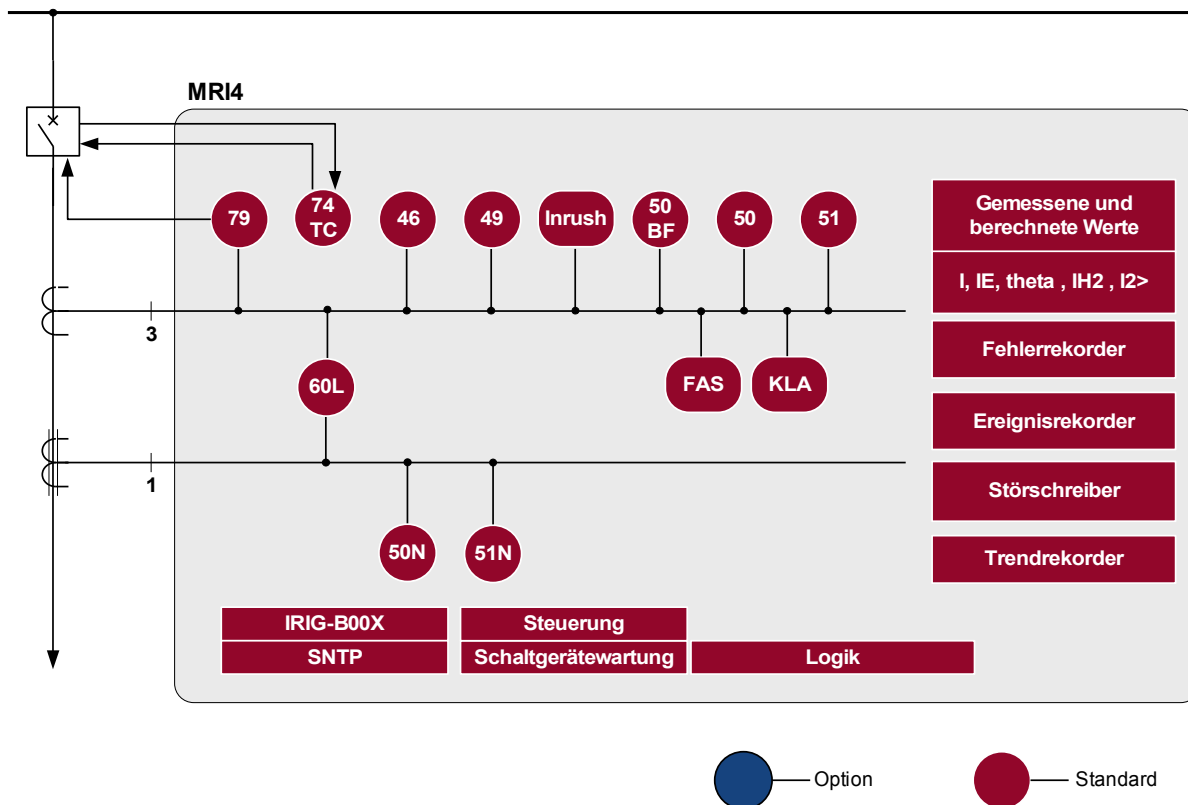 MRI4
79
74
TC
46
49
Inrush
50
BF
50
51
Gemessene und
berechnete Werte
I, IE, theta , IH2 , I2>
3
Fehlerrekorder
60L
FAS
KLA
Ereignisrekorder
1
Störschreiber
50N
51N
Trendrekorder
IRIG-B00X
Steuerung
SNTP
Schaltgerätewartung
Logik
Option
Standard